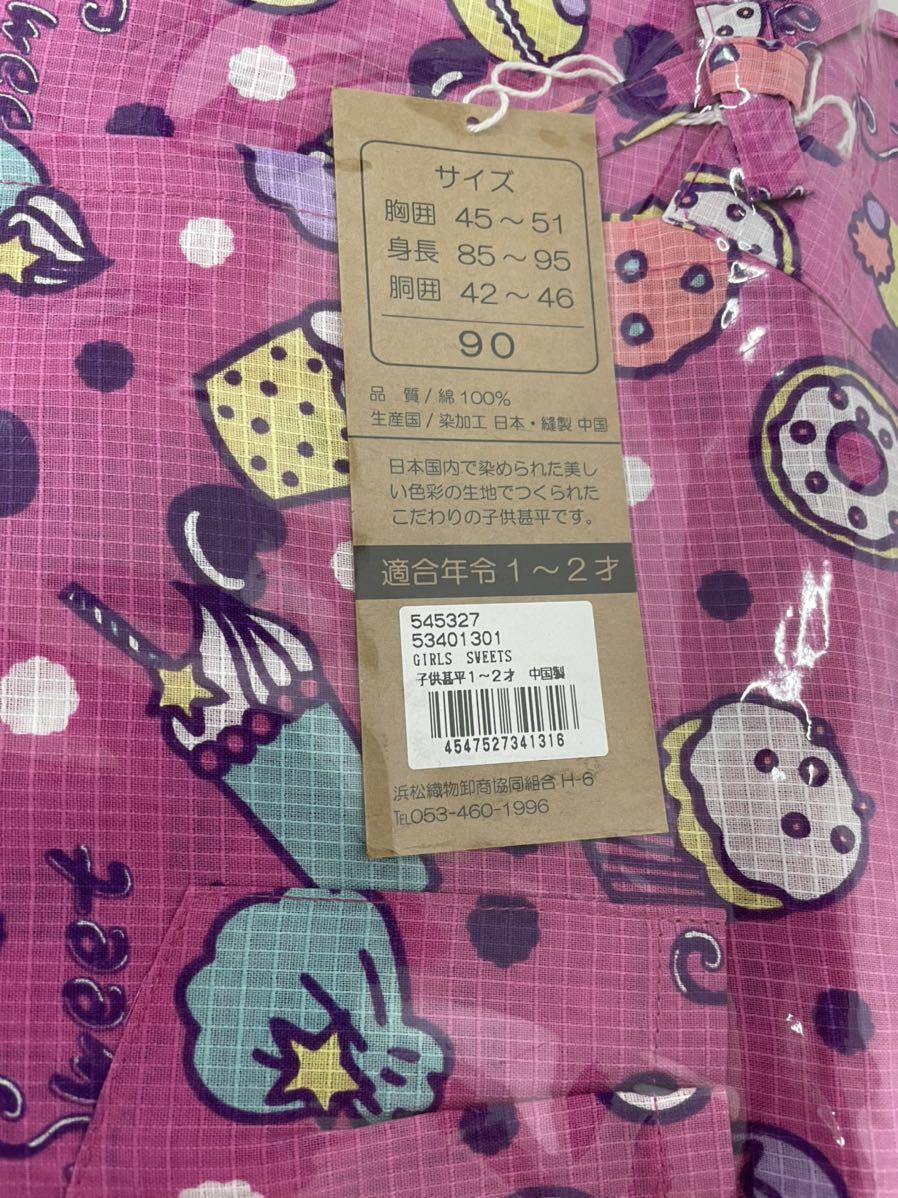 サイズ
胸囲 45～51
身長 85～95
胴囲 42～46
90
品 質 / 綿 100%
生産国 / 染加工 日本・縫製 中国
日本国内で染められた美し
い色彩の生地でつくられた
こだわりの子供甚平です。
適合年令1～2才
545327
53401301
GIRLS SWEETS
子供甚平1～2才 中国製
4547527341316
浜松織物卸商協同組合 H-6
TEL053-460-1996